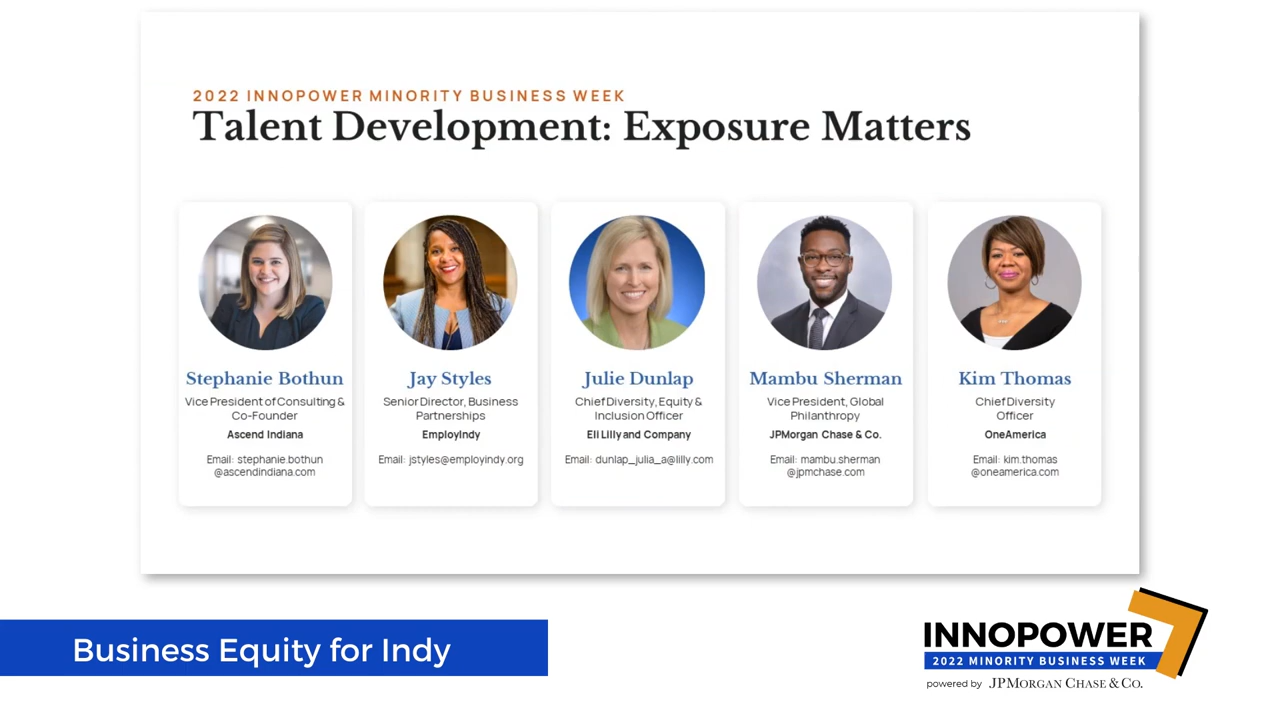 2022 INNOPOWER MINORITY BUSINESS WEEK
Talent Development: Exposure Matters
Stephanie Bothun
Vice President of Consulting &
Co-Founder
Ascend Indiana
Email: stephanie.bothun
@ascendindiana.com
Jay Styles
Senior Director, Business
Partnerships
EmployIndy
Email: jstyles@employindy.org
Julie Dunlap
Chief Diversity, Equity &
Inclusion Officer
Eli Lilly and Company
Email: dunlap_julia_a@lilly.com
Mambu Sherman
Vice President, Global
Philanthropy
JPMorgan Chase & Co.
Email: mambu.sherman
@jpmchase.com
Kim Thomas
Chief Diversity
Officer
OneAmerica
Email: kim.thomas
@oneamerica.com
Business Equity for Indy
INNOPOWER
2022 MINORITY BUSINESS WEEK
powered by JPMORGAN CHASE & CO.